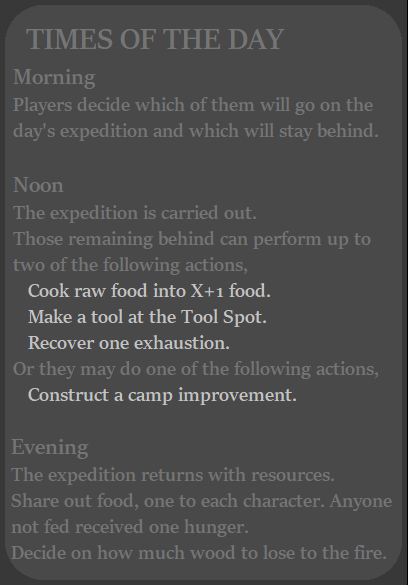 TIMES OF THE DAY
Morning
Players decide which of them will go on the
day's expedition and which will stay behind.
Noon
The expedition is carried out.
Those remaining behind can perform up to
two of the following actions,
Cook raw food into X+1 food.
Make a tool at the Tool Spot.
Recover one exhaustion.
Or they may do one of the following actions,
Construct a camp improvement.
Evening
The expedition returns with resources.
Share out food, one to each character. Anyone
not fed received one hunger.
Decide on how much wood to lose to the fire.